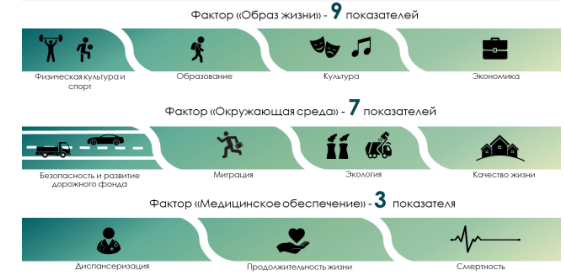 Фактор «Образ жизни» - 9 показателей
Физическая культура и
спорт
Образование
Культура
Экономика
Фактор «Окружающая среда» - 7 показателей
Безопасность и развитие
дорожного фонда
Миграция
Экология
Качество жизни
Фактор «Медицинское обеспечение» - 3 показателя
Диспансеризация
Продолжительность жизни
Смертность